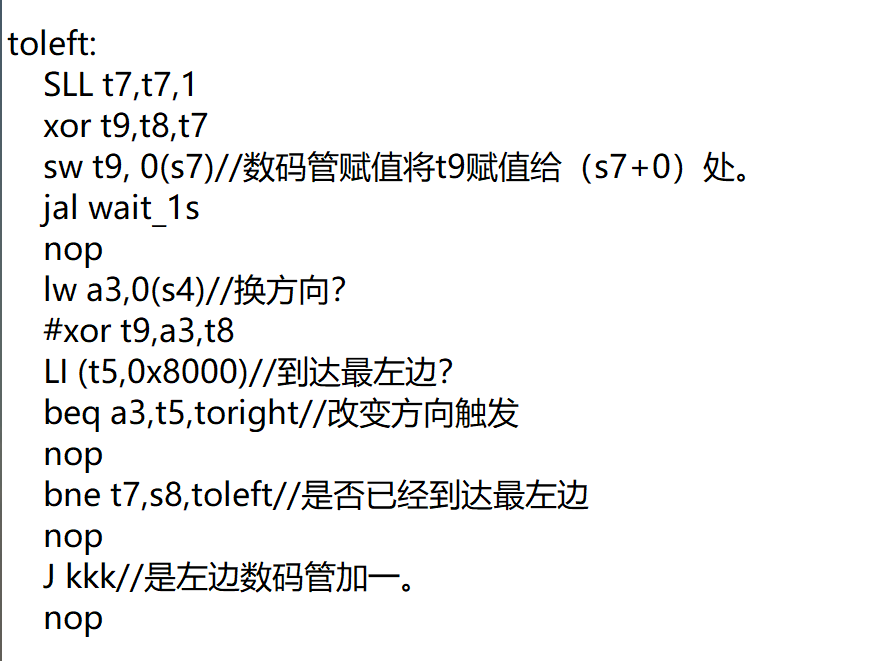 toleft:
SLL t7,t7,1
xor t9,t8,t7
sw t9, 0(s7)//数码管赋值将t9赋值给（s7+0）处。
jal wait_1s
nop
lw a3,0(s4)//换方向？
#xor t9,a3,t8
LI (t5,0x8000)//到达最左边？
beq a3,t5,toright//改变方向触发
nop
bne t7,s8,toleft//是否已经到达最左边
nop
J kkk//是左边数码管加一。
nop